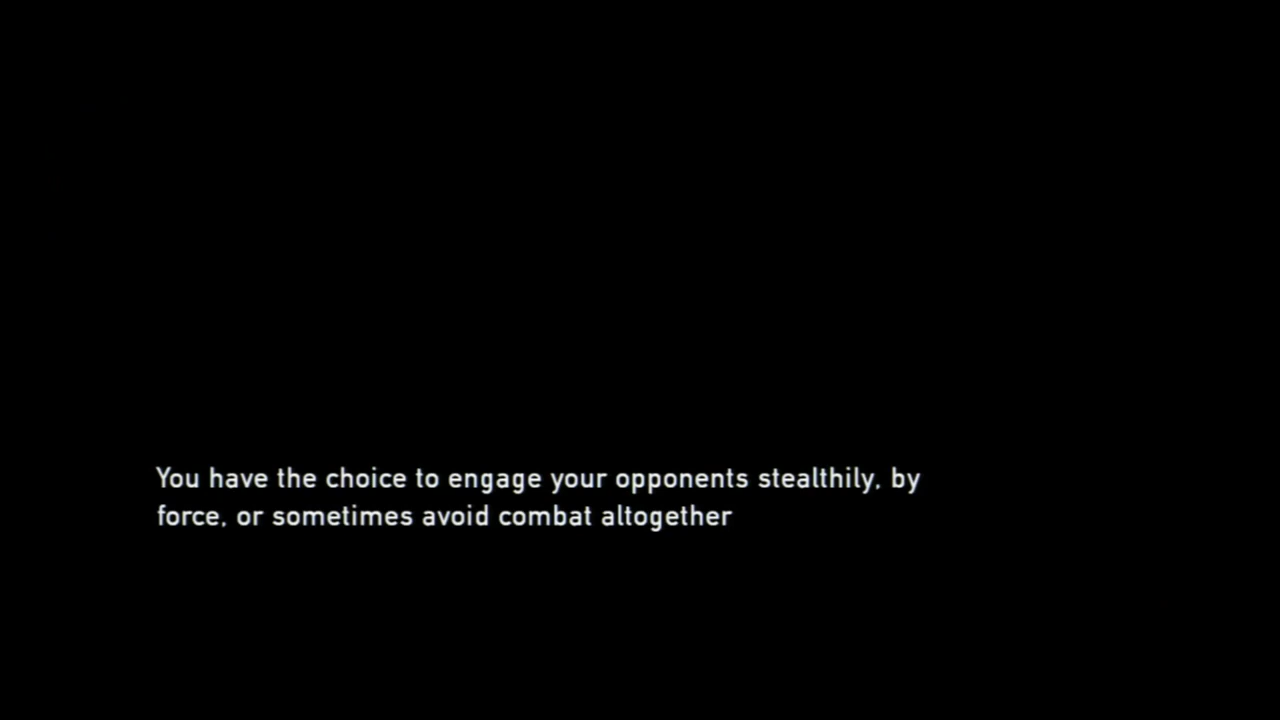 You have the choice to engage your opponents stealthily, by
force, or sometimes avoid combat altogether